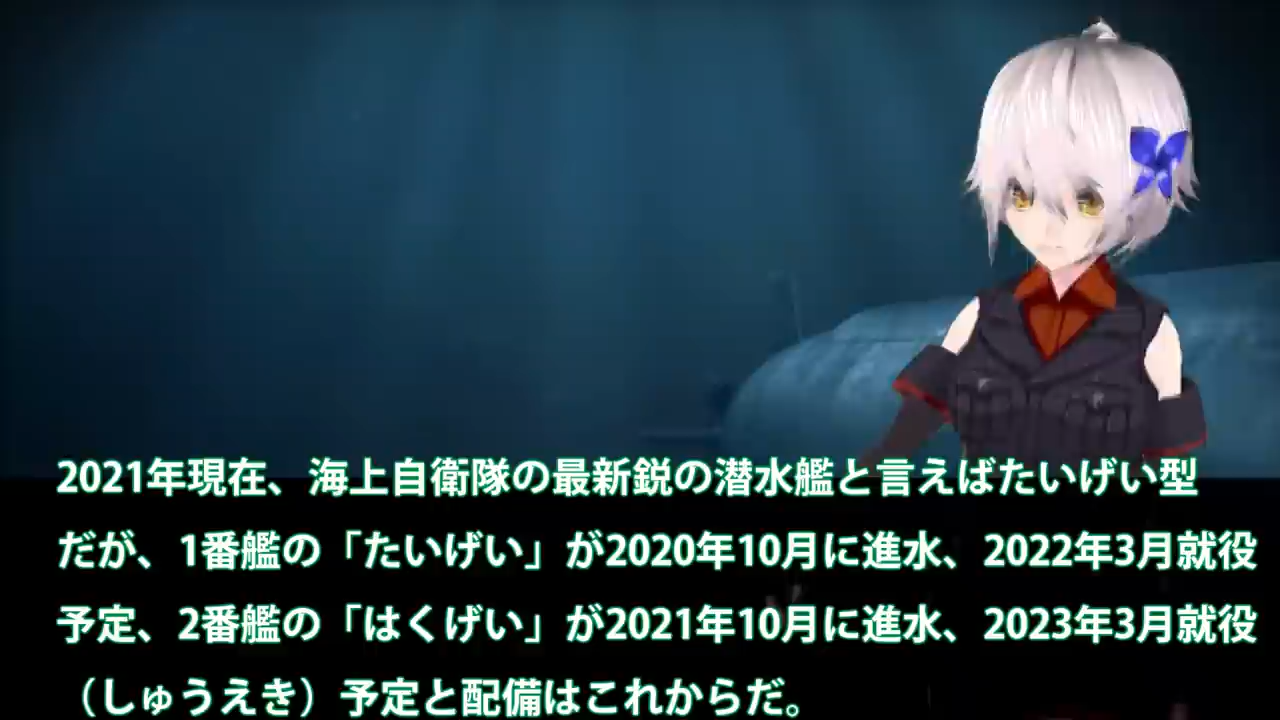 2021年現在、海上自衛隊の最新鋭の潜水艦と言えばたいげい型
だが、1番艦の「たいげい」が2020年10月に進水、2022年3月就役
予定、2番艦の「はくげい」が2021年10月に進水、2023年3月就役
（しゅうえき）予定と配備はこれからだ。